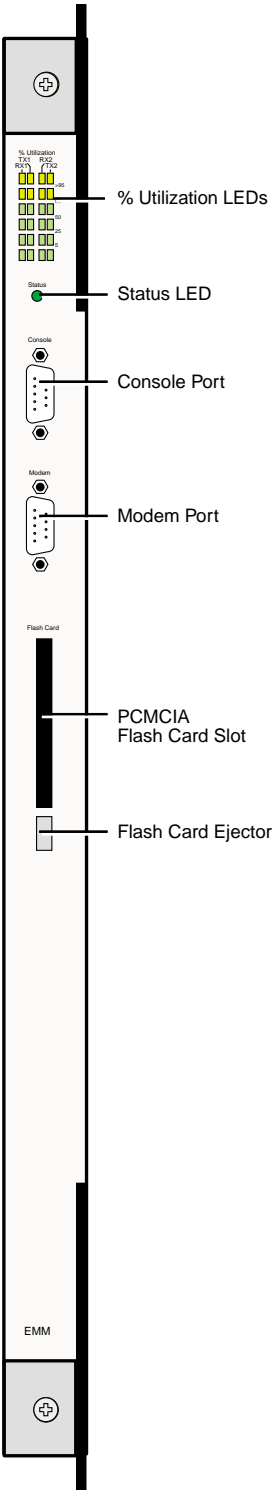 % Utilization
TX1 RX2
RX1 TX2
>95
50
25
5
% Utilization LEDs
Status
Status LED
Console
Console Port
Modem
Modem Port
Flash Card
PCMCIA
Flash Card Slot
Flash Card Ejector
EMM